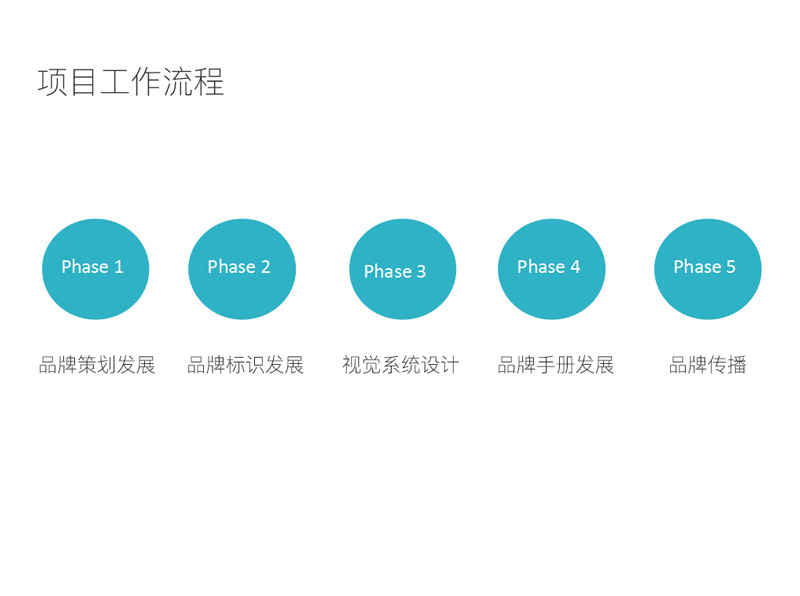 项目工作流程
Phase 1
Phase 2
Phase 3
Phase 4
Phase 5
品牌策划发展
品牌标识发展
视觉系统设计
品牌手册发展
品牌传播